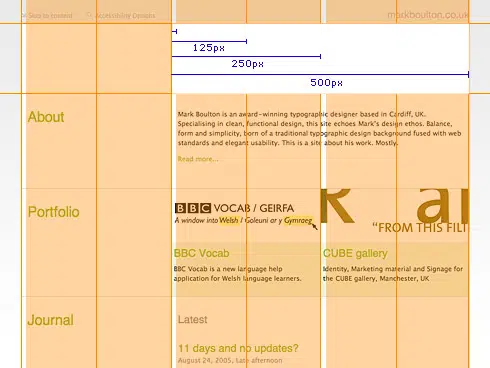 Skip to content
Accessibility Options
markboulton.co.uk
125px
250px
500px
About
Mark Boulton is an award-winning typographic designer based in Cardiff, UK.
Specialising in clean, functional design, this site echoes Mark's design ethos. Balance,
form and simplicity, born of a traditional typographic design background fused with web
standards and elegant usability. This is a site about his work. Mostly.
Read more...
Portfolio
BBC VOCAB / GEIRFA
A window into Welsh / Goleuni ar y Gymraeg
R al
“FROM THIS FILT
BBC Vocab
CUBE gallery
BBC Vocab is a new language help
application for Welsh language learners.
Identity, Marketing material and Signage for
the CUBE gallery, Manchester, UK
Journal
Latest
11 days and no updates?
August 24, 2005, late afternoon